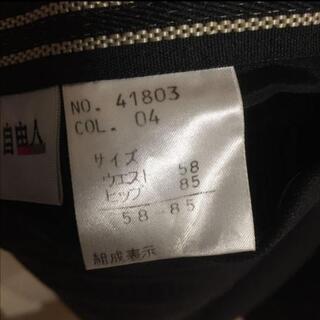 自由人
NO. 41803
COL. 04
サイズ
ウエスト 58
ヒップ 85
58-85
組成表示